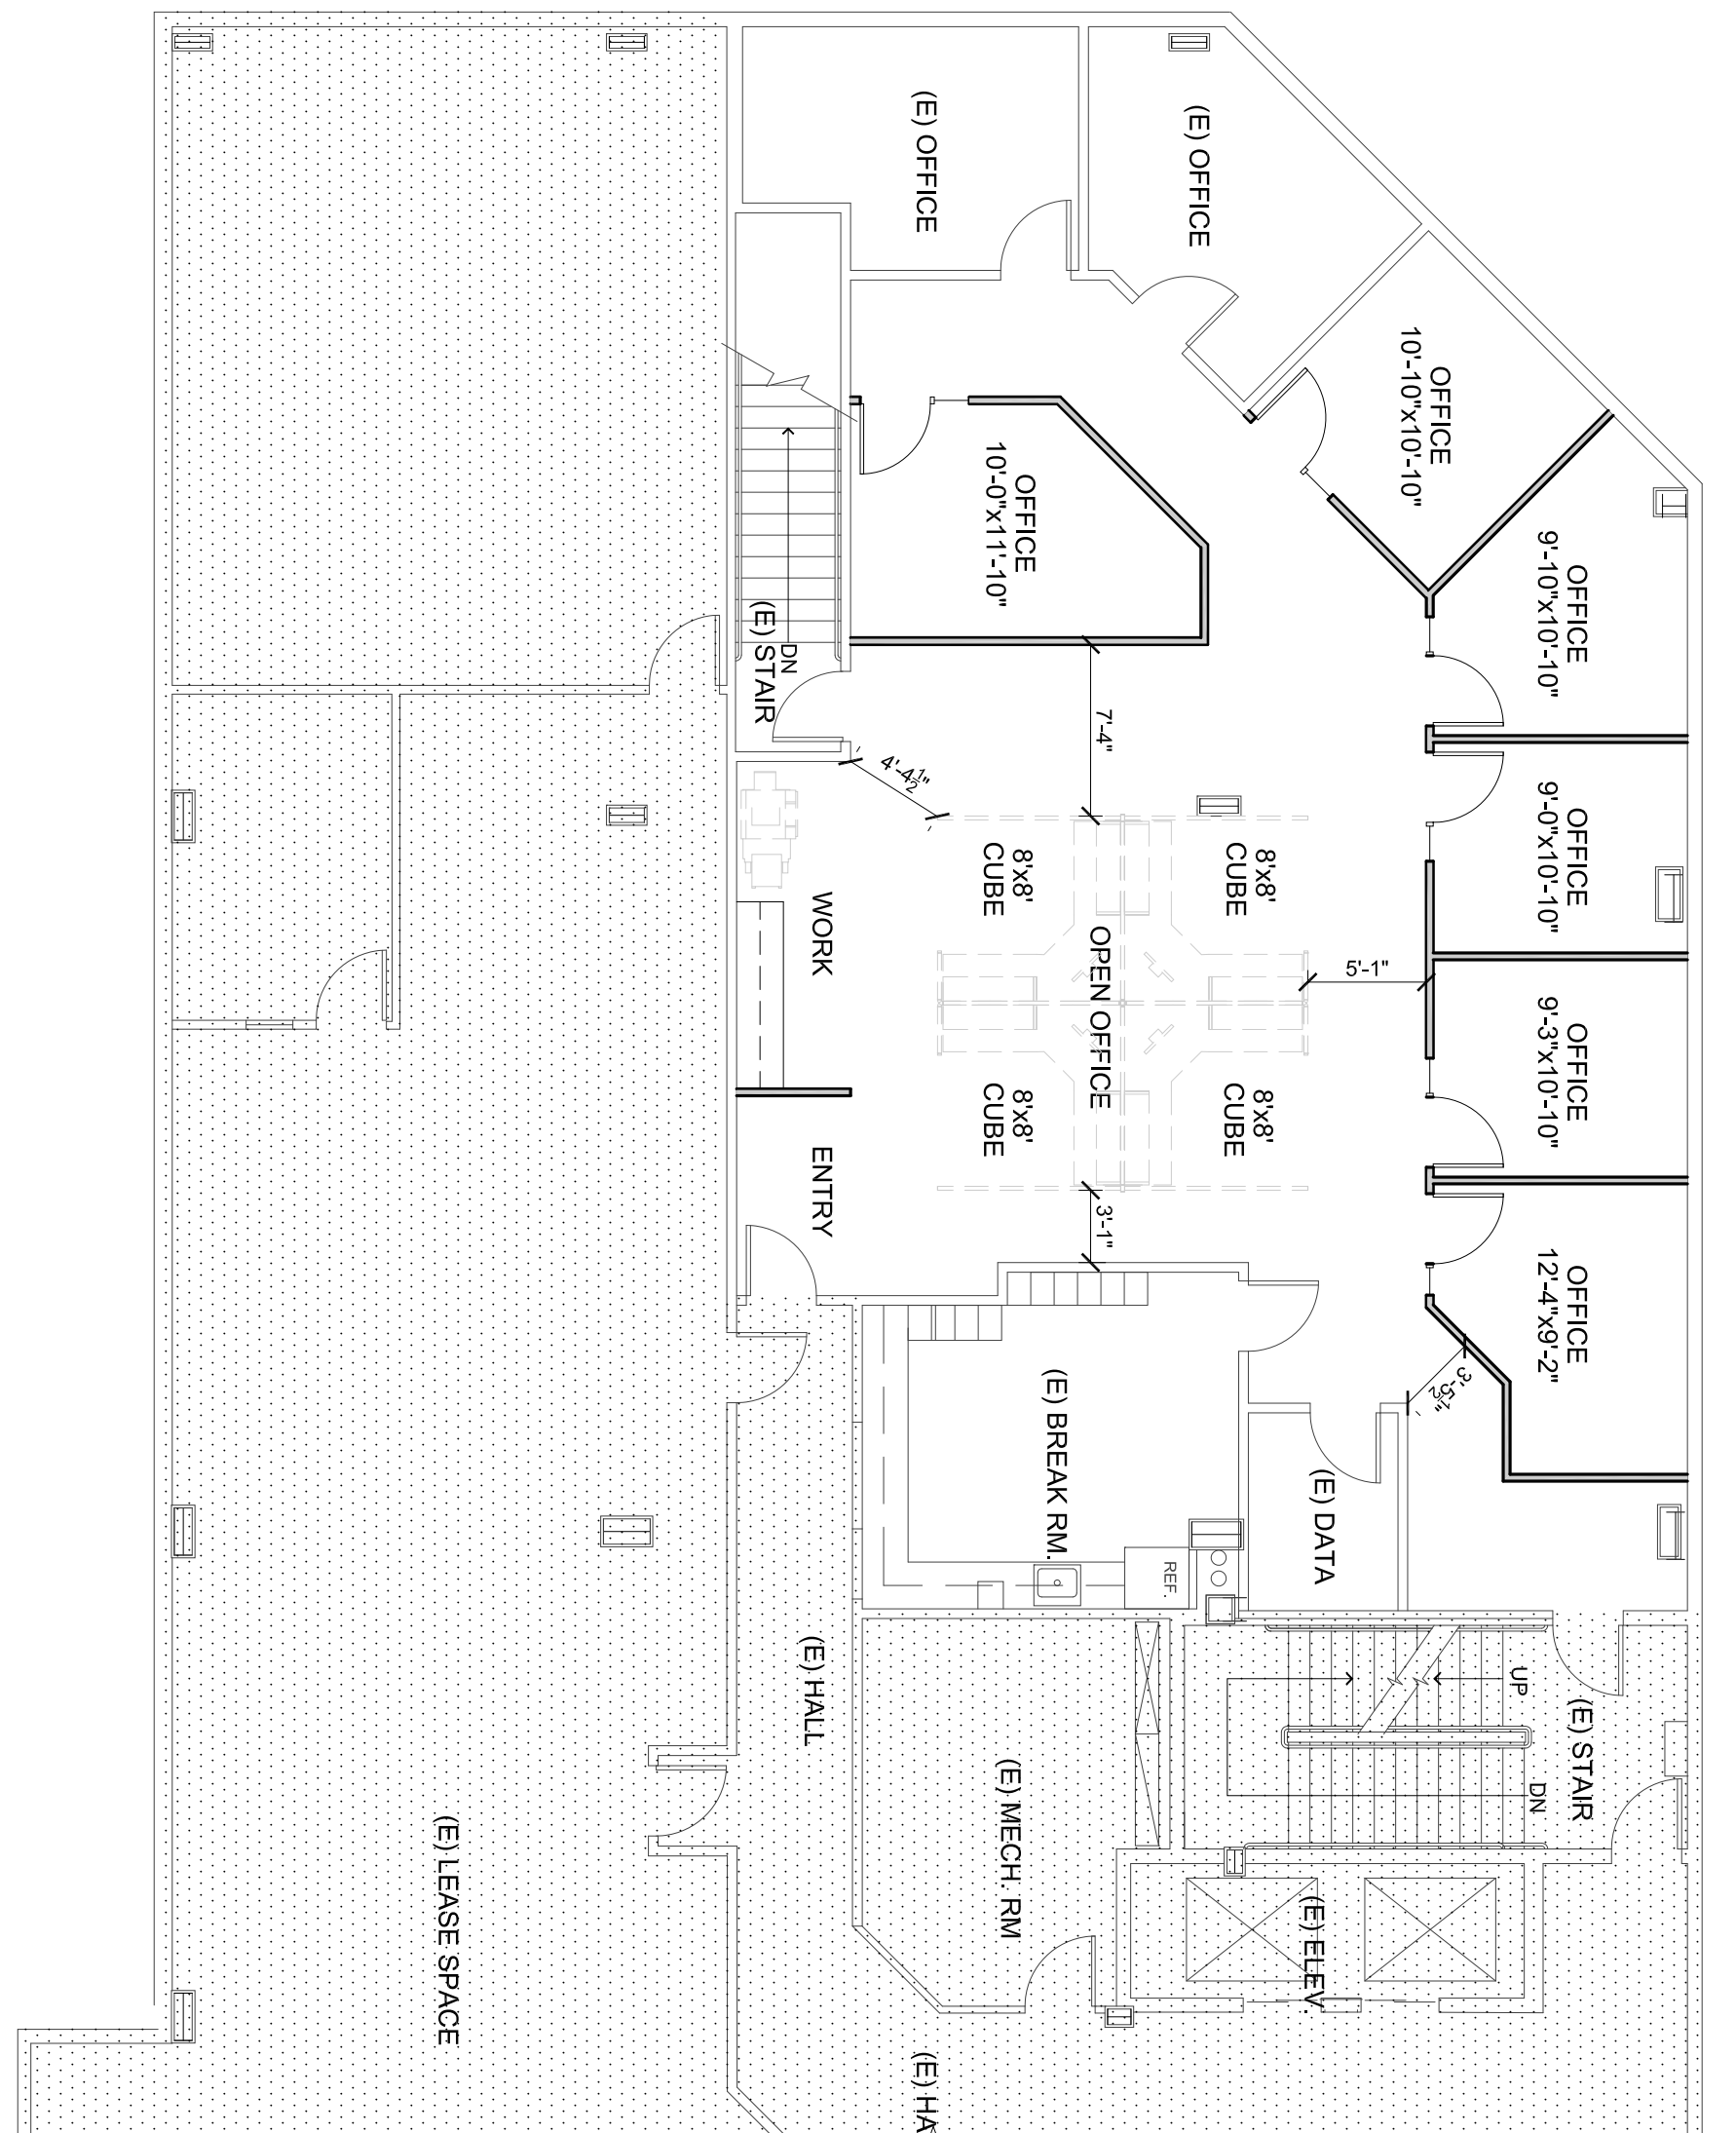 (E) OFFICE
(E) OFFICE
OFFICE
10'-10"x10'-10"
OFFICE
10'-0"x11'-10"
OFFICE
9'-10"x10'-10"
OFFICE
9'-0"x10'-10"
OFFICE
9'-3"x10'-10"
OFFICE
12'-4"x9'-2"
DN
(E) STAIR
7'-4"
4'-4½"
8'x8'
CUBE
8'x8'
CUBE
OPEN OFFICE
5'-1"
8'x8'
CUBE
8'x8'
CUBE
WORK
ENTRY
3'-1"
3'-5½"
(E) BREAK RM.
REF.
(E) DATA
(E) HALL
UP
DN
(E) STAIR
(E) MECH. RM
(E) ELEV.
(E) LEASE SPACE
(E) HA